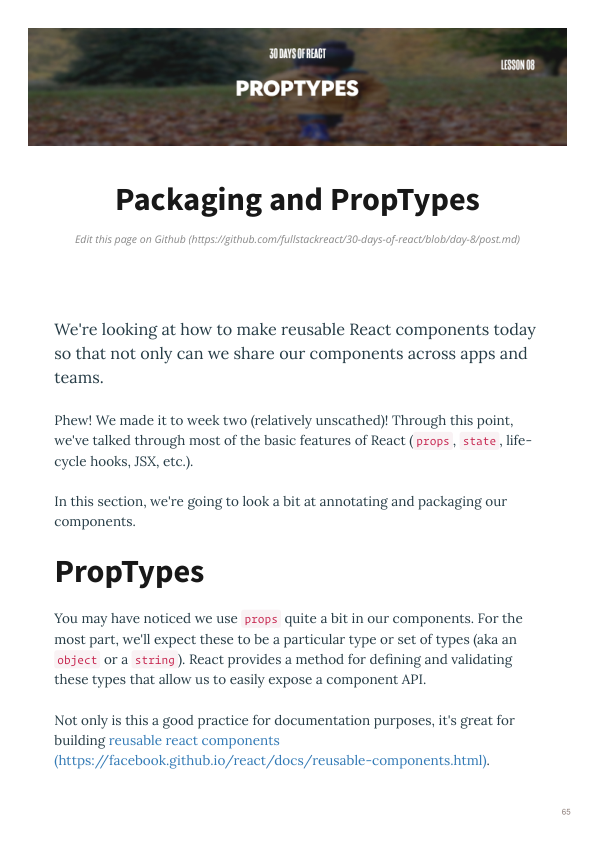 30 DAYS OF REACT
LESSON 08
PROPTYPES
Packaging and PropTypes
Edit this page on Github (https://github.com/fullstackreact/30-days-of-react/blob/day-8/post.md)
We're looking at how to make reusable React components today
so that not only can we share our components across apps and
teams.
Phew! We made it to week two (relatively unscathed)! Through this point,
we've talked through most of the basic features of React ( props , state , life-
cycle hooks, JSX, etc.).
In this section, we're going to look a bit at annotating and packaging our
components.
PropTypes
You may have noticed we use props quite a bit in our components. For the
most part, we'll expect these to be a particular type or set of types (aka an
object or a string ). React provides a method for defining and validating
these types that allow us to easily expose a component API.
Not only is this a good practice for documentation purposes, it's great for
building reusable react components
(https://facebook.github.io/react/docs/reusable-components.html).
65